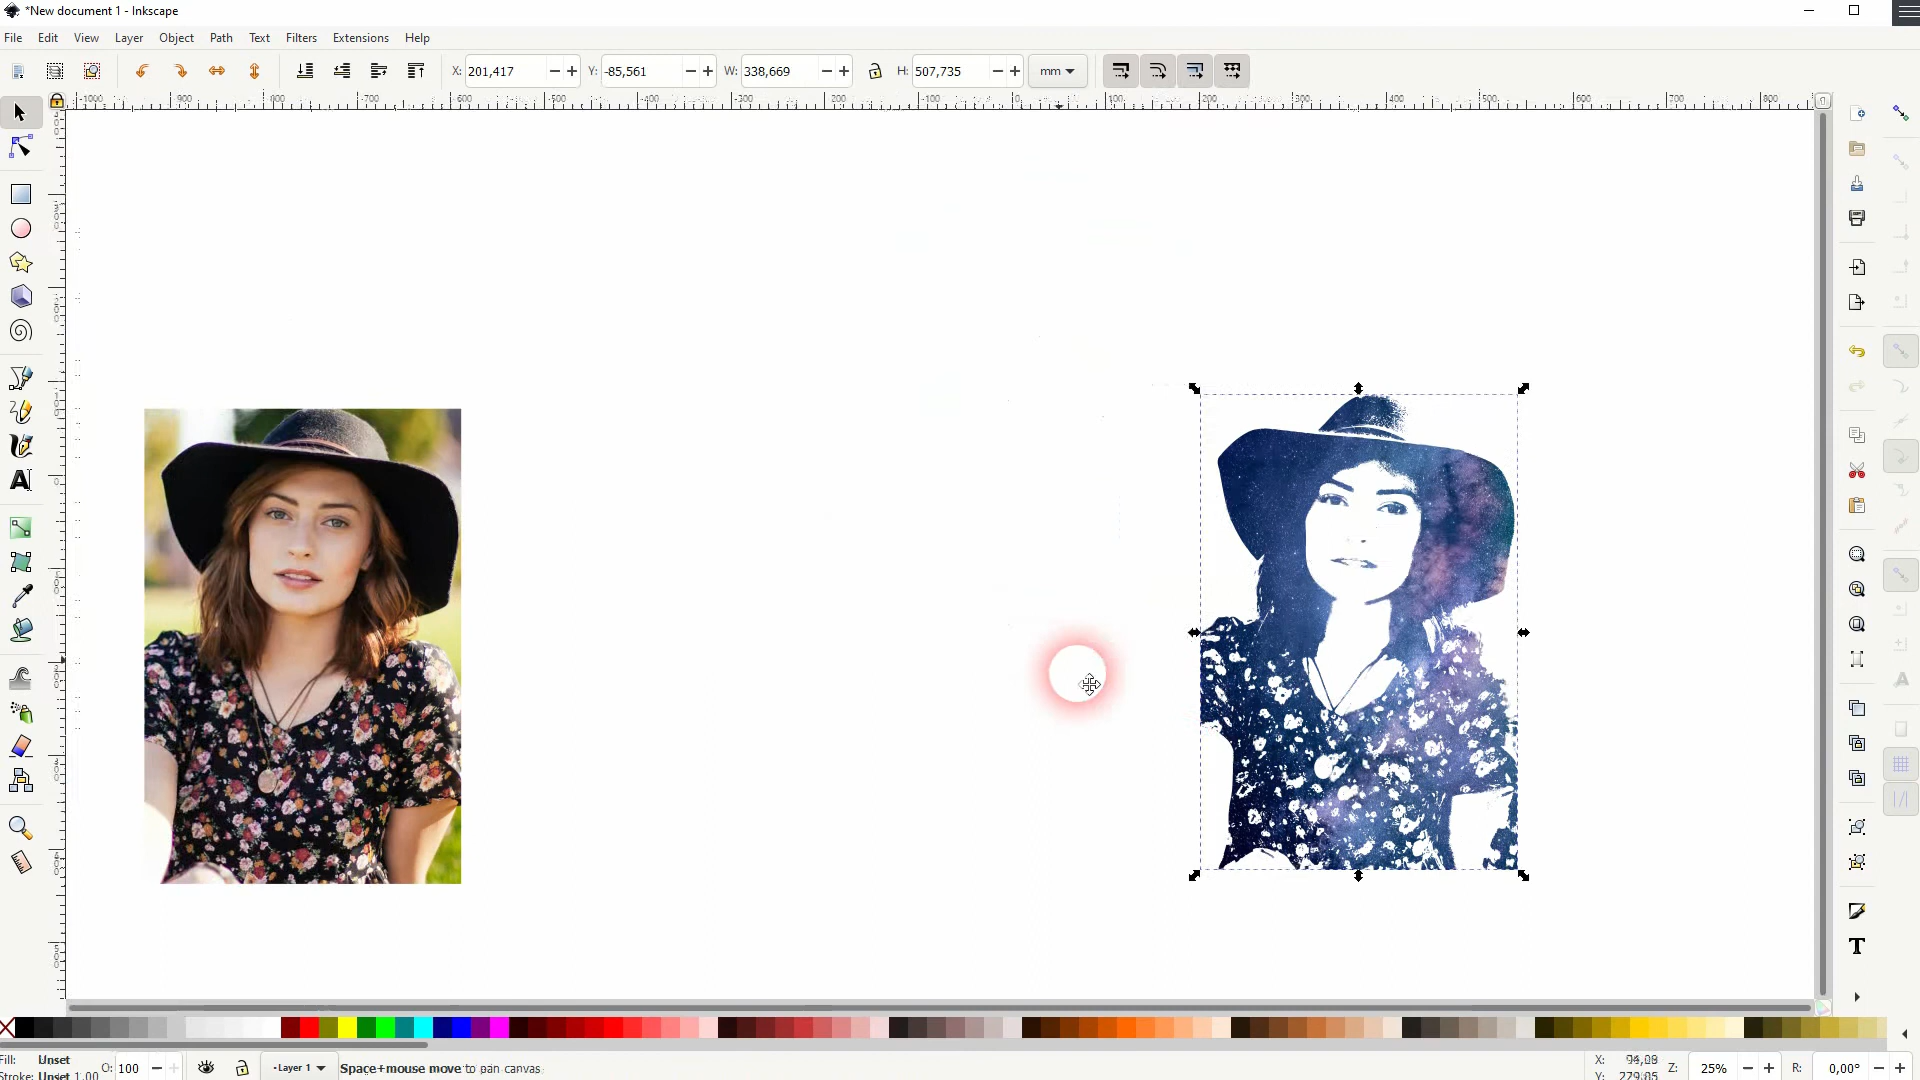 *New document 1 - Inkscape
File Edit View Layer Object Path Text Filters Extensions Help
X: 201,417 Y: -85,561 W: 338,669 H: 507,735 mm
Fill: Unset O: 100 Layer 1 Space+mouse move to pan canvas X: 94,08 Z: 25% R: 0,00°
Stroke: Unset 1,00 Y: 279,85